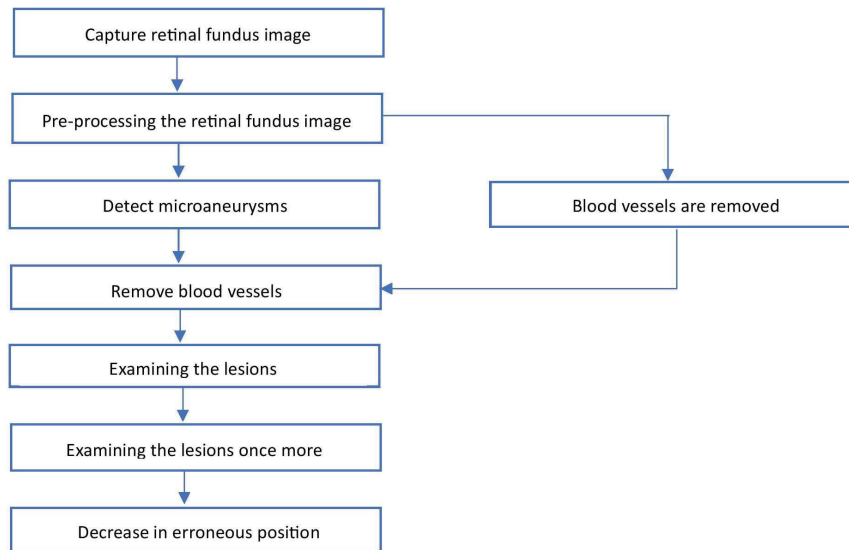 Capture retinal fundus image
Pre-processing the retinal fundus image
Detect microaneurysms
Blood vessels are removed
Remove blood vessels
Examining the lesions
Examining the lesions once more
Decrease in erroneous position